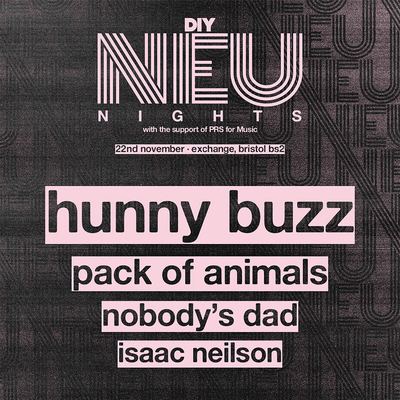 DIY
NEU
NIGHTS
with the support of PRS for Music
22nd november · exchange, bristol bs2
hunny buzz
pack of animals
nobody's dad
isaac neilson